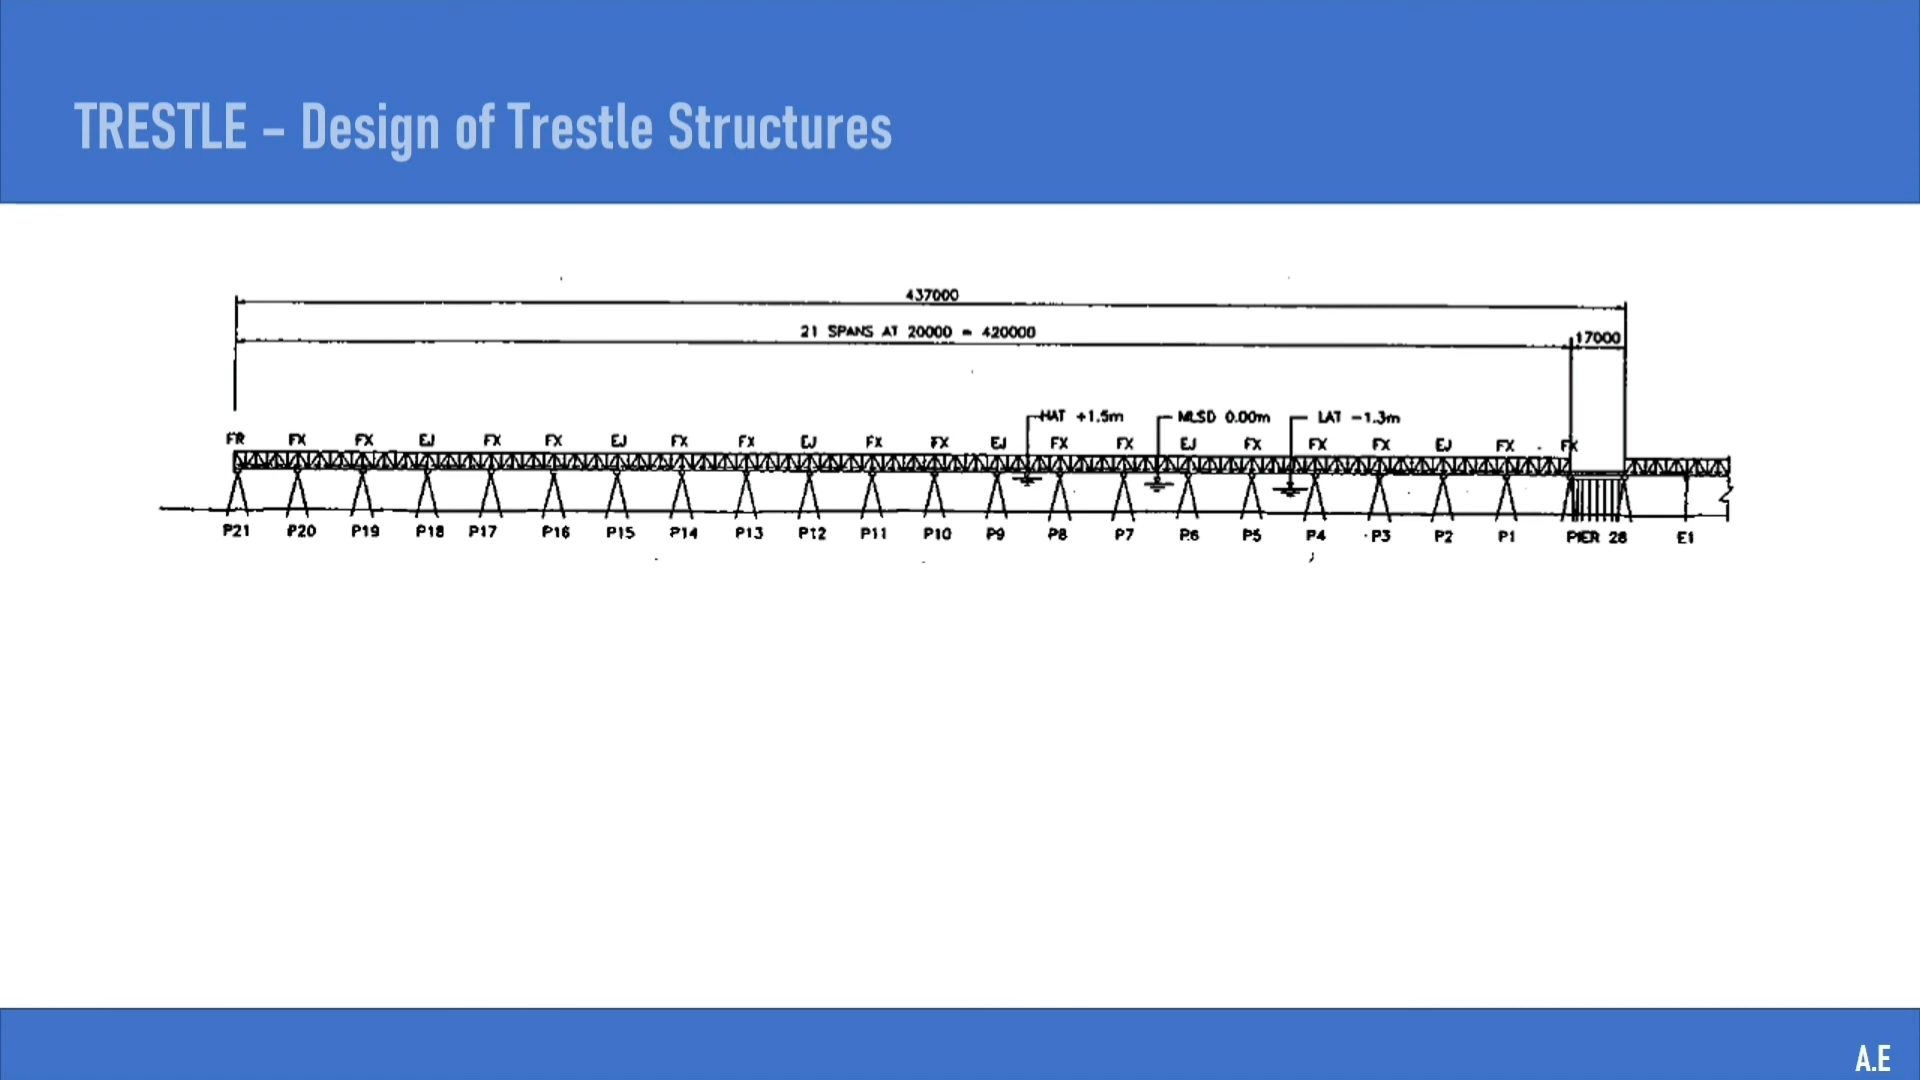 TRESTLE – Design of Trestle Structures
437000
21 SPANS AT 20000 = 420000
17000
HAT +1.5m MLSD 0.00m LAT -1.3m
FR FX FX EJ FX FX EJ FX FX EJ FX FX EJ FX FX EJ FX FX FX EJ FX FX
P21 P20 P19 P18 P17 P16 P15 P14 P13 P12 P11 P10 P9 P8 P7 P6 P5 P4 P3 P2 P1 PIER 28 E1
A.E